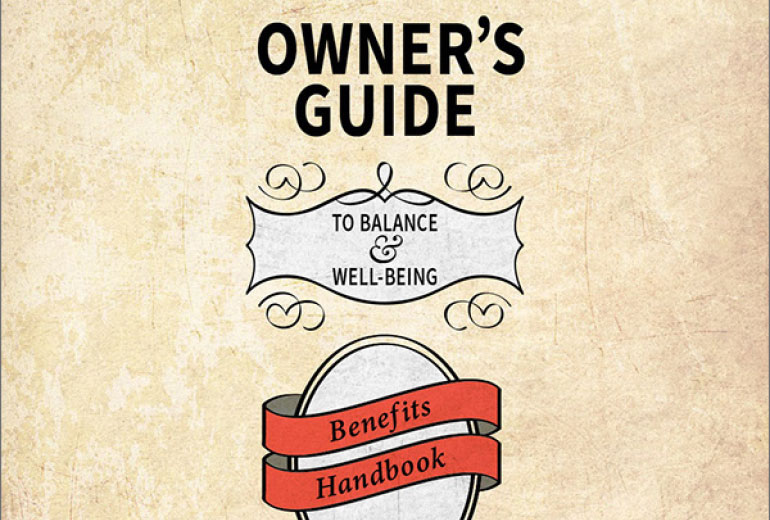 OWNER’S
GUIDE
TO BALANCE
&
WELL-BEING
Benefits
Handbook